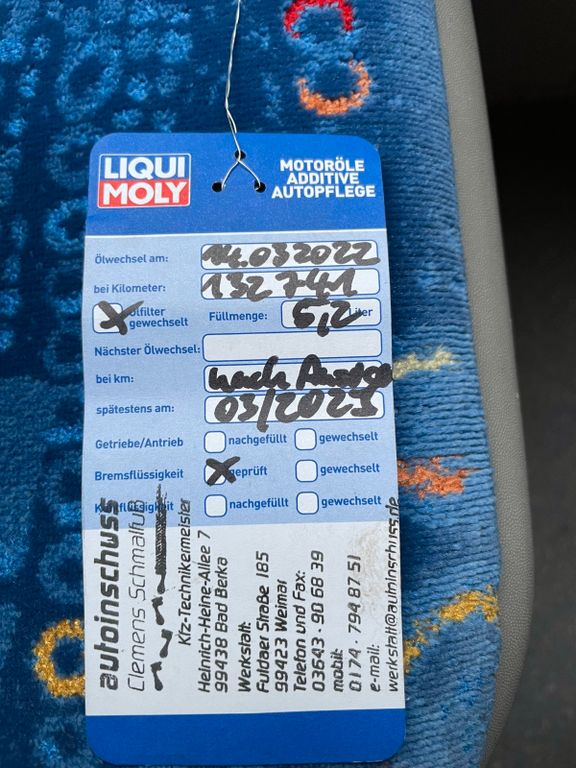 LIQUI
MOLY
MOTORÖLE
ADDITIVE
AUTOPFLEGE
Ölwechsel am: 14.03 2022
bei Kilometer: 132 741
X Ölfilter gewechselt Füllmenge: 5,2 Liter
Nächster Ölwechsel:
bei km: nach Anzeige
spätestens am: 03/2023
Getriebe/Antrieb nachgefüllt gewechselt
Bremsflüssigkeit X geprüft gewechselt
Kühlflüssigkeit nachgefüllt gewechselt
autoinschuss
Clemens Schmalfuß
Kfz-Technikermeister
Heinrich-Heine-Allee 7
99438 Bad Berka
Werkstatt:
Fuldaer Straße 185
99423 Weimar
Telefon und Fax:
03643 - 90 68 39
mobil:
0174 - 794 87 51
e-mail:
werkstatt@autoinschuss.de